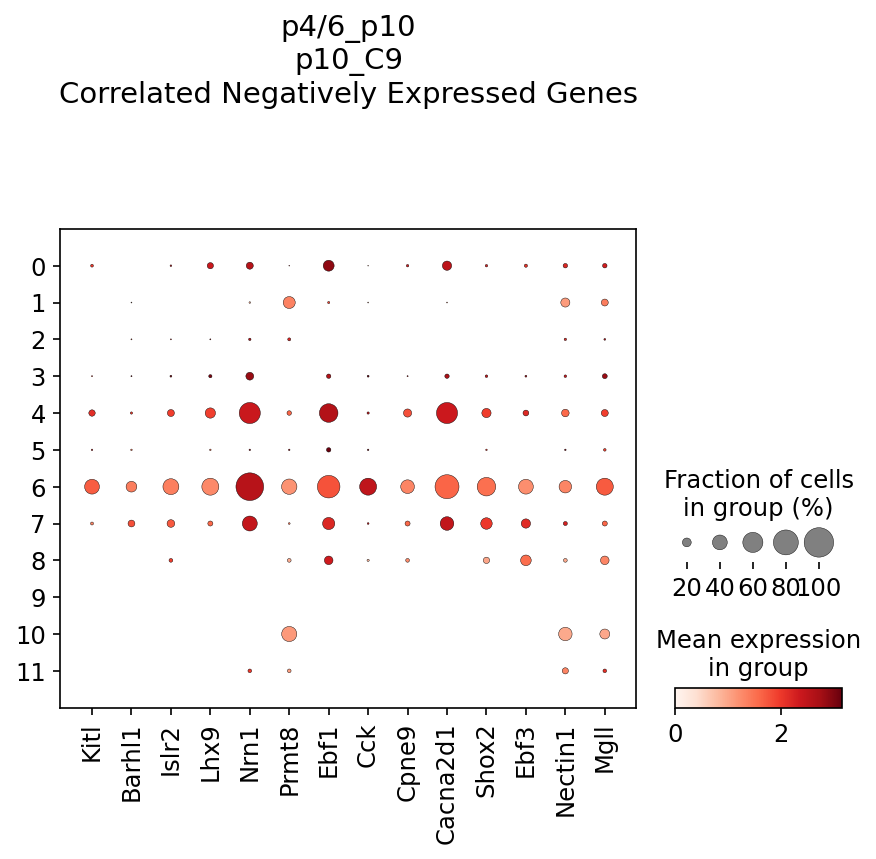 p4/6_p10
p10_C9
Correlated Negatively Expressed Genes
0
1
2
3
4
5
6
7
8
9
10
11
Kitl
Barhl1
Islr2
Lhx9
Nrn1
Prmt8
Ebf1
Cck
Cpne9
Cacna2d1
Shox2
Ebf3
Nectin1
Mgll
Fraction of cells
in group (%)
20 40 60 80 100
Mean expression
in group
0 2